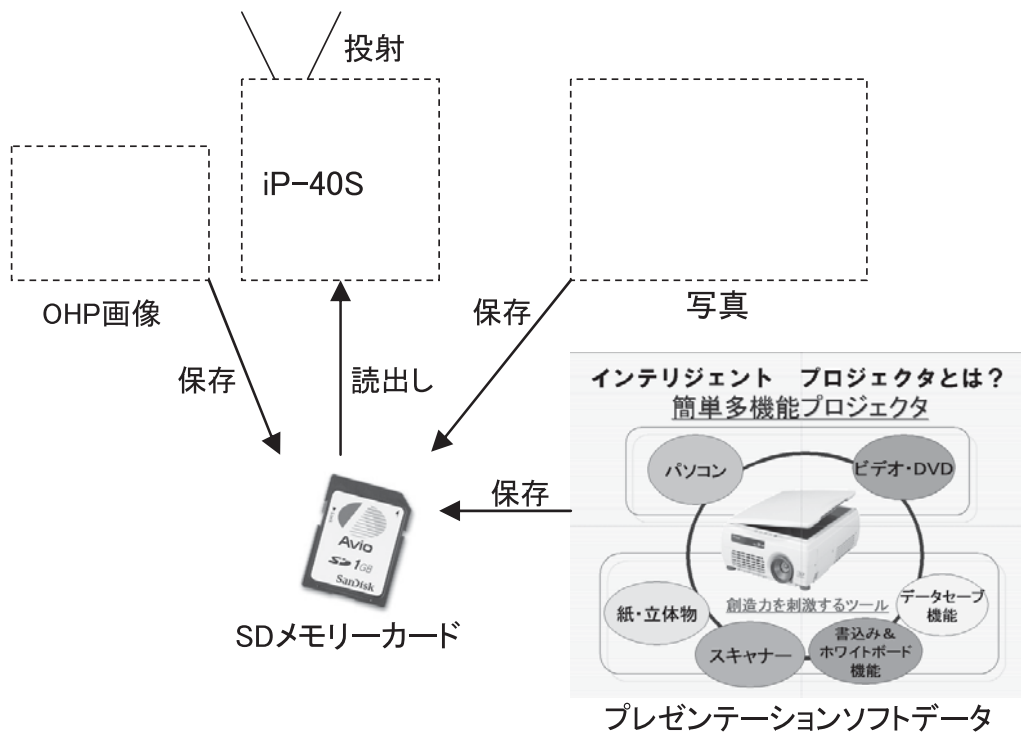 投射
iP-40S
OHP画像
写真
保存
保存
読出し
保存
Avio
SD 1GB
SanDisk
SDメモリーカード
インテリジェント プロジェクタとは?
簡単多機能プロジェクタ
パソコン
ビデオ・DVD
紙・立体物
創造力を刺激するツール
データセーブ
機能
スキャナー
書込み&
ホワイトボード
機能
プレゼンテーションソフトデータ